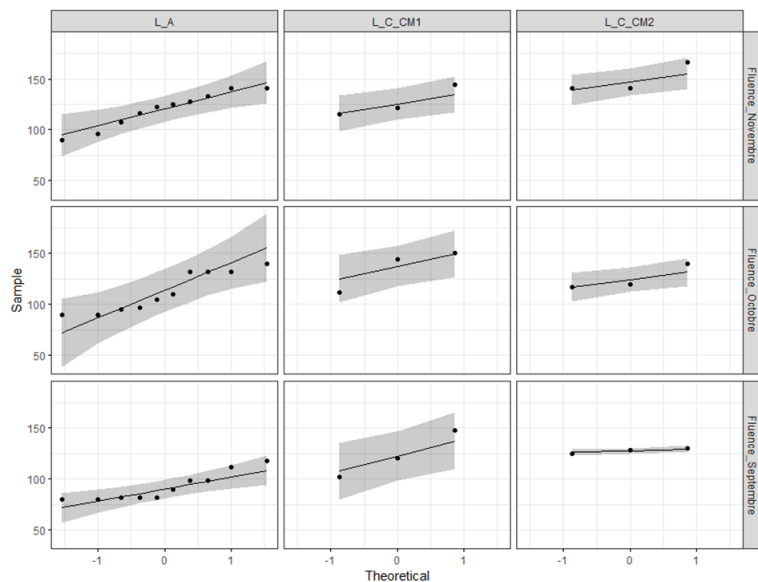 L_A L_C_CM1 L_C_CM2
150
100
50
Fluence_Novembre
150
100
50
Fluence_Octobre
150
100
50
Fluence_Septembre
-1 0 1 -1 0 1 -1 0 1
Sample
Theoretical